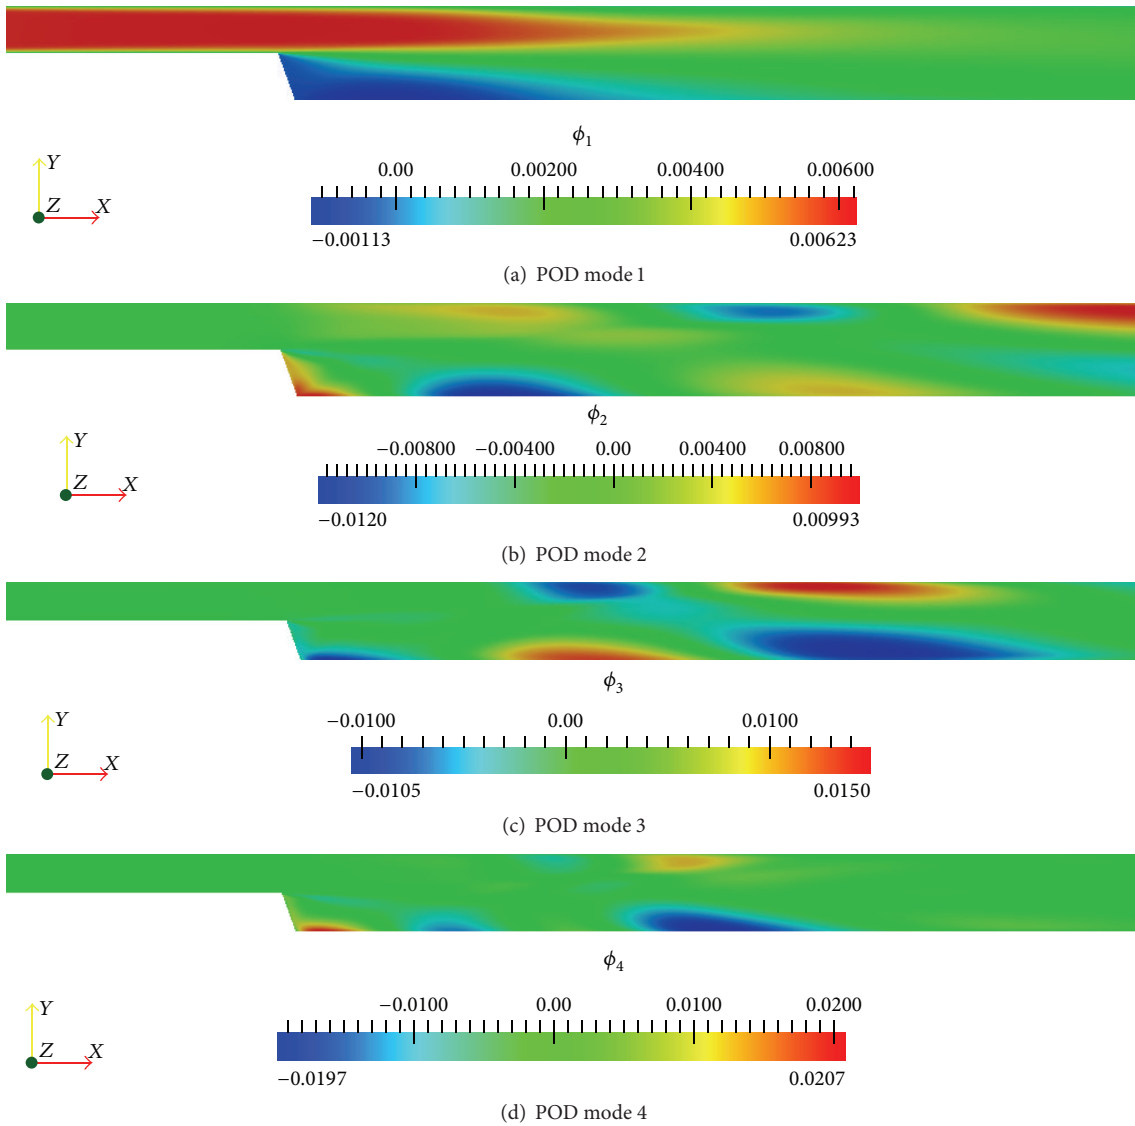 ϕ1
0.00 0.00200 0.00400 0.00600
−0.00113 0.00623
Y
Z X
(a) POD mode 1
ϕ2
−0.00800 −0.00400 0.00 0.00400 0.00800
−0.0120 0.00993
Y
Z X
(b) POD mode 2
ϕ3
−0.0100 0.00 0.0100
−0.0105 0.0150
Y
Z X
(c) POD mode 3
ϕ4
−0.0100 0.00 0.0100 0.0200
−0.0197 0.0207
Y
Z X
(d) POD mode 4